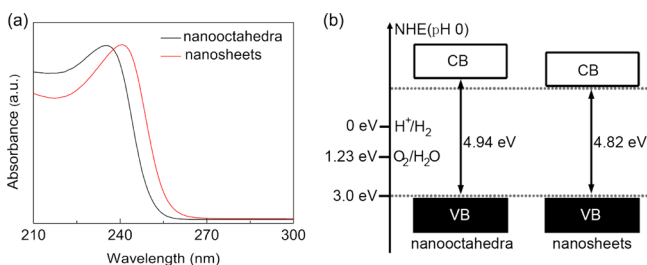 (a)
nanooctahedra
nanosheets
Absorbance (a.u.)
210 240 270 300
Wavelength (nm)
(b)
NHE(pH 0)
CB
CB
0 eV H⁺/H₂
4.94 eV
4.82 eV
1.23 eV O₂/H₂O
3.0 eV
VB
VB
nanooctahedra
nanosheets